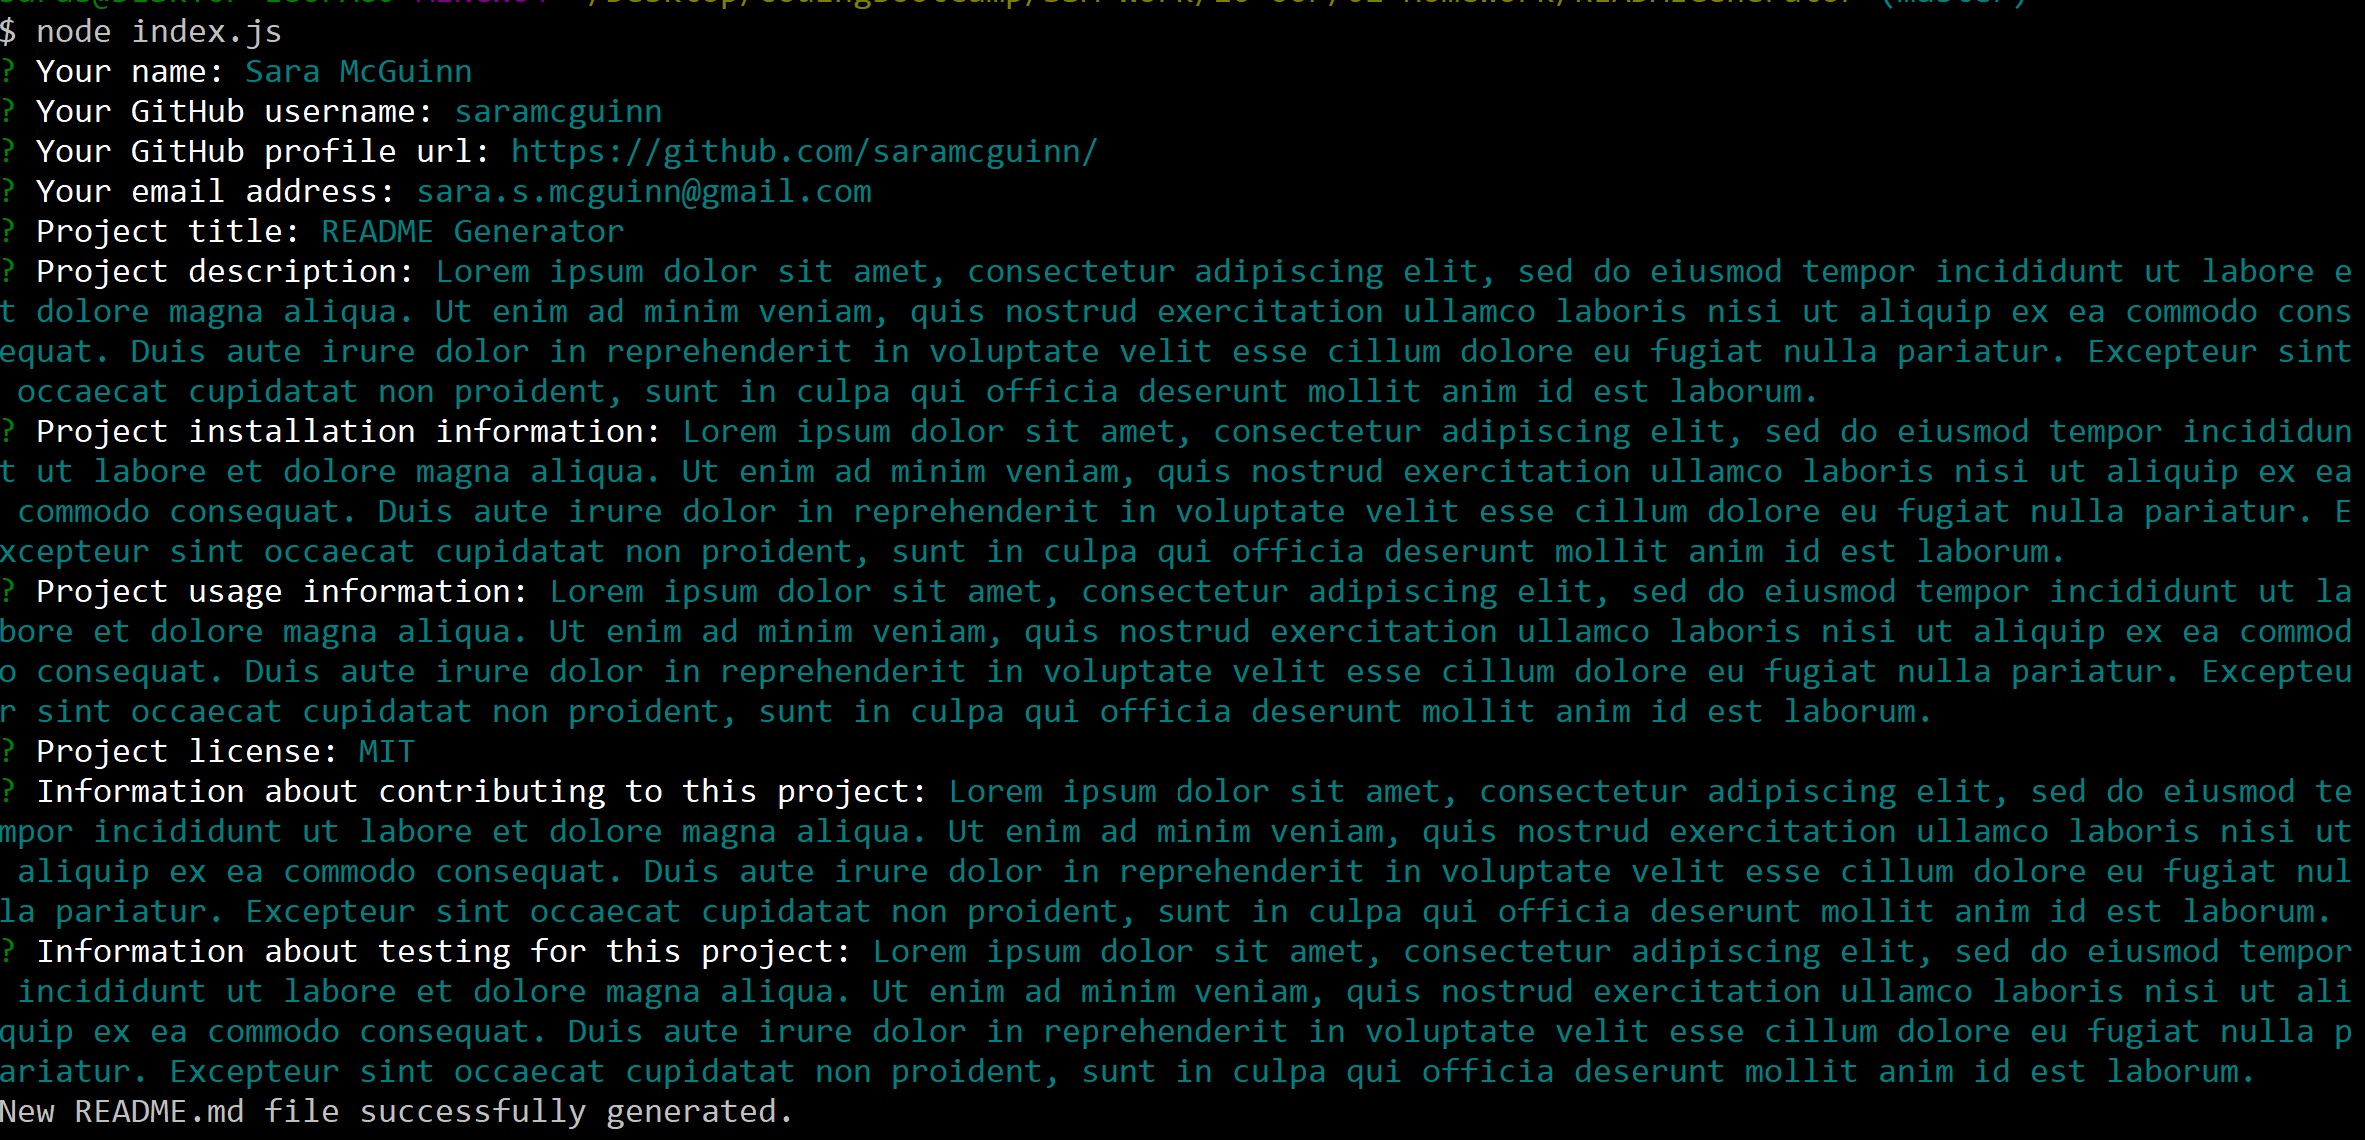 $ node index.js
? Your name: Sara McGuinn
? Your GitHub username: saramcguinn
? Your GitHub profile url: https://github.com/saramcguinn/
? Your email address: sara.s.mcguinn@gmail.com
? Project title: README Generator
? Project description: Lorem ipsum dolor sit amet, consectetur adipiscing elit, sed do eiusmod tempor incididunt ut labore e
t dolore magna aliqua. Ut enim ad minim veniam, quis nostrud exercitation ullamco laboris nisi ut aliquip ex ea commodo cons
equat. Duis aute irure dolor in reprehenderit in voluptate velit esse cillum dolore eu fugiat nulla pariatur. Excepteur sint
 occaecat cupidatat non proident, sunt in culpa qui officia deserunt mollit anim id est laborum.
? Project installation information: Lorem ipsum dolor sit amet, consectetur adipiscing elit, sed do eiusmod tempor incididun
t ut labore et dolore magna aliqua. Ut enim ad minim veniam, quis nostrud exercitation ullamco laboris nisi ut aliquip ex ea
 commodo consequat. Duis aute irure dolor in reprehenderit in voluptate velit esse cillum dolore eu fugiat nulla pariatur. E
xcepteur sint occaecat cupidatat non proident, sunt in culpa qui officia deserunt mollit anim id est laborum.
? Project usage information: Lorem ipsum dolor sit amet, consectetur adipiscing elit, sed do eiusmod tempor incididunt ut la
bore et dolore magna aliqua. Ut enim ad minim veniam, quis nostrud exercitation ullamco laboris nisi ut aliquip ex ea commod
o consequat. Duis aute irure dolor in reprehenderit in voluptate velit esse cillum dolore eu fugiat nulla pariatur. Excepteu
r sint occaecat cupidatat non proident, sunt in culpa qui officia deserunt mollit anim id est laborum.
? Project license: MIT
? Information about contributing to this project: Lorem ipsum dolor sit amet, consectetur adipiscing elit, sed do eiusmod te
mpor incididunt ut labore et dolore magna aliqua. Ut enim ad minim veniam, quis nostrud exercitation ullamco laboris nisi ut
 aliquip ex ea commodo consequat. Duis aute irure dolor in reprehenderit in voluptate velit esse cillum dolore eu fugiat nul
la pariatur. Excepteur sint occaecat cupidatat non proident, sunt in culpa qui officia deserunt mollit anim id est laborum.
? Information about testing for this project: Lorem ipsum dolor sit amet, consectetur adipiscing elit, sed do eiusmod tempor
 incididunt ut labore et dolore magna aliqua. Ut enim ad minim veniam, quis nostrud exercitation ullamco laboris nisi ut ali
quip ex ea commodo consequat. Duis aute irure dolor in reprehenderit in voluptate velit esse cillum dolore eu fugiat nulla p
ariatur. Excepteur sint occaecat cupidatat non proident, sunt in culpa qui officia deserunt mollit anim id est laborum.
New README.md file successfully generated.